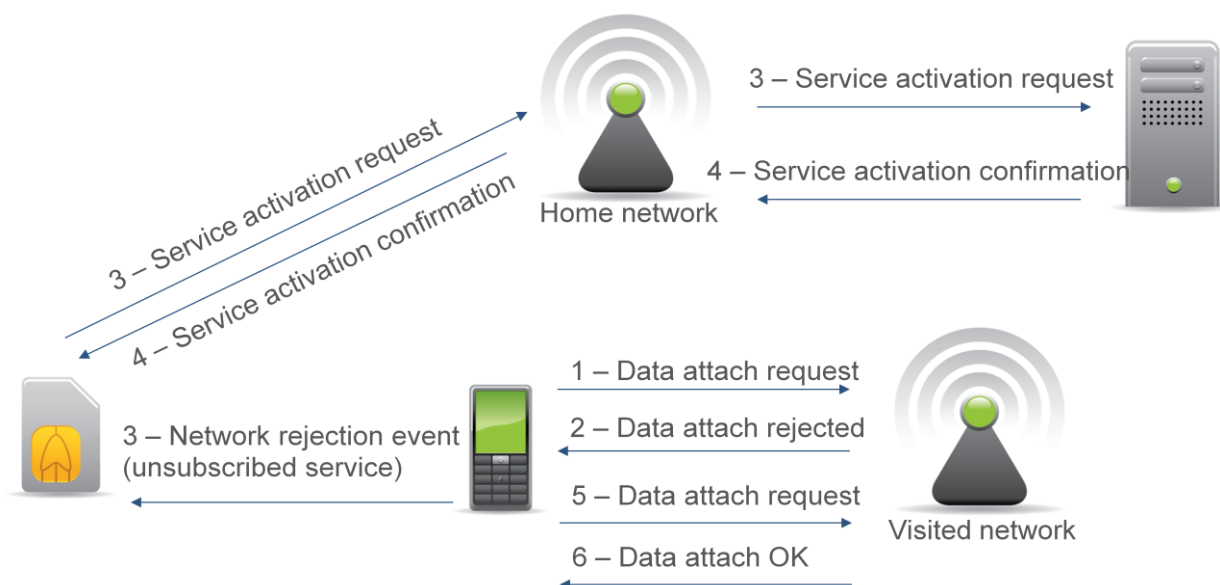 3 – Service activation request
4 – Service activation confirmation
Home network
3 – Service activation request
4 – Service activation confirmation
1 – Data attach request
2 – Data attach rejected
3 – Network rejection event
(unsubscribed service)
5 – Data attach request
Visited network
6 – Data attach OK